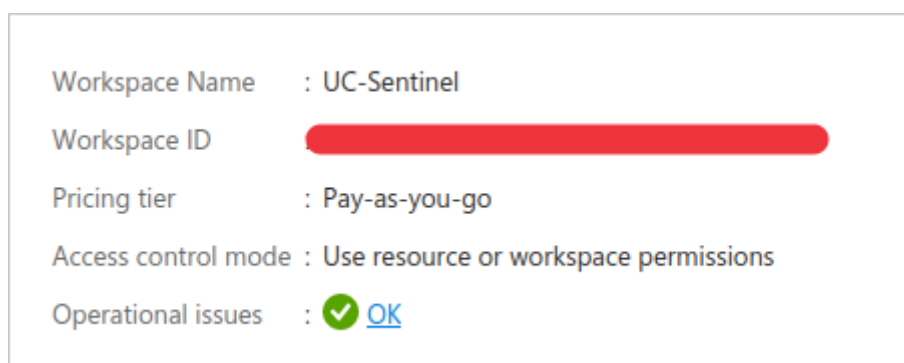 Workspace Name : UC-Sentinel
Workspace ID :
Pricing tier : Pay-as-you-go
Access control mode : Use resource or workspace permissions
Operational issues : OK